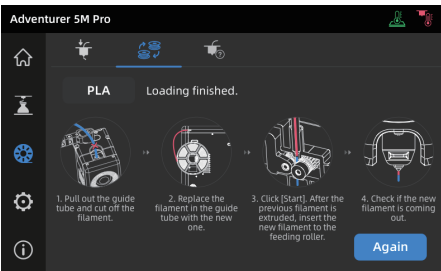 Adventurer 5M Pro
PLA
Loading finished.
1. Pull out the guide
tube and cut off the
filament.
2. Replace the
filament in the guide
tube with the new
one.
3. Click [Start]. After the
previous filament is
extruded, insert the
new filament to the
feeding roller.
4. Check if the new
filament is coming
out.
Again